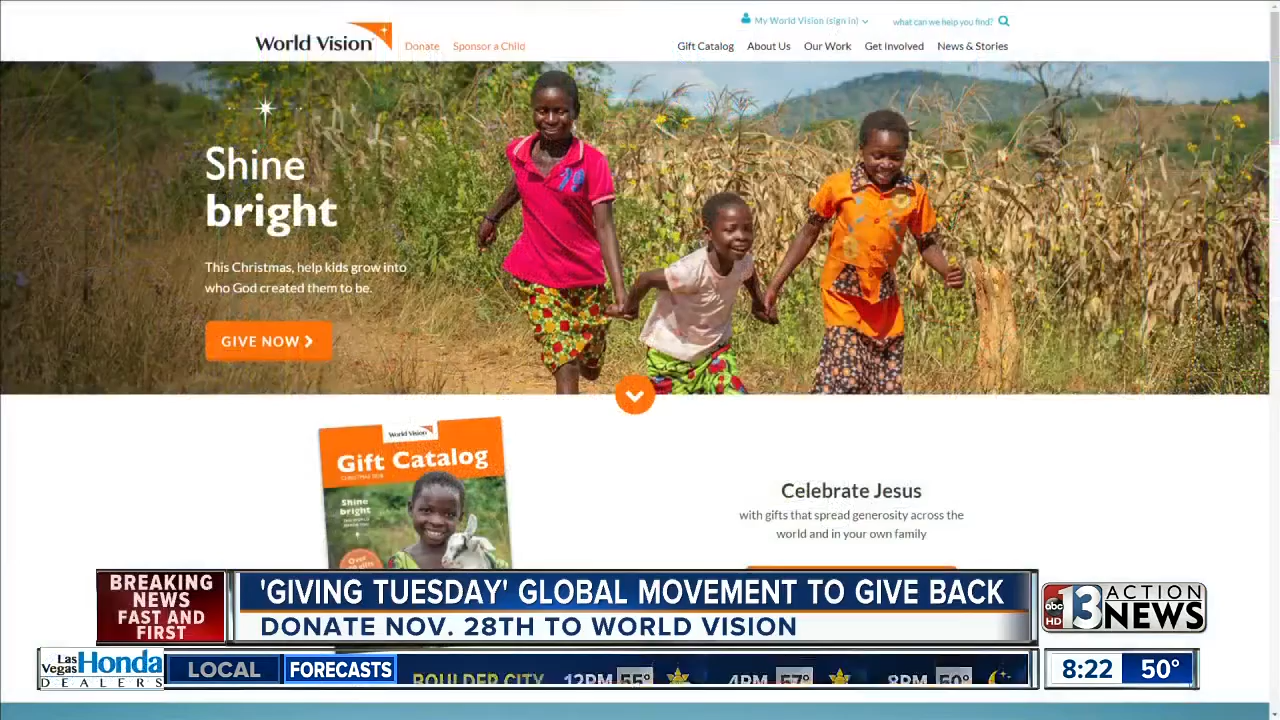 My World Vision (sign in)
what can we help you find?
World Vision
Donate
Sponsor a Child
Gift Catalog
About Us
Our Work
Get Involved
News & Stories
Shine
bright
This Christmas, help kids grow into
who God created them to be.
GIVE NOW
19
World Vision
Gift Catalog
Shine
bright
Celebrate Jesus
with gifts that spread generosity across the
world and in your own family
BREAKING
NEWS
FAST AND
FIRST
'GIVING TUESDAY' GLOBAL MOVEMENT TO GIVE BACK
DONATE NOV. 28TH TO WORLD VISION
abc
HD
13
ACTION
NEWS
Las
Vegas
Honda
DEALERS
LOCAL
FORECASTS
BOULDER CITY
12PM 55°
4PM 57°
8PM 50°
8:22
50°